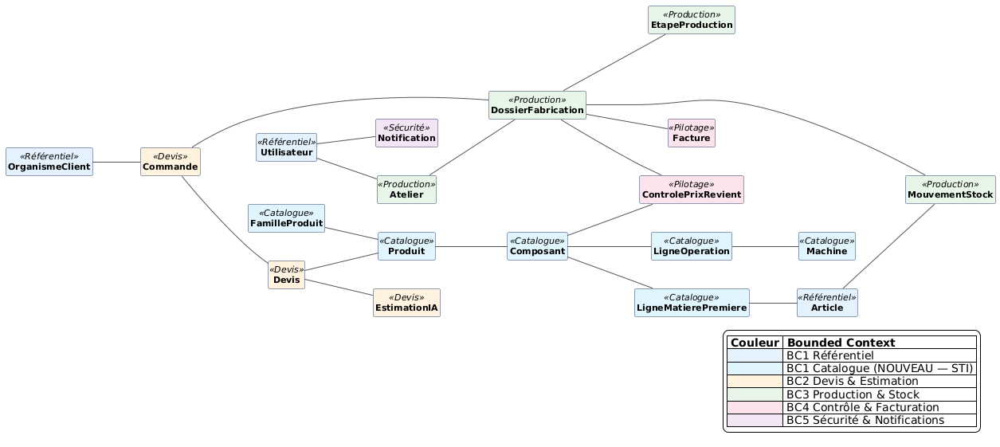 «Production»
EtapeProduction
«Production»
DossierFabrication
«Sécurité»
Notification
«Pilotage»
Facture
«Référentiel»
Utilisateur
«Référentiel»
OrganismeClient
«Devis»
Commande
«Production»
Atelier
«Pilotage»
ControlePrixRevient
«Production»
MouvementStock
«Catalogue»
FamilleProduit
«Catalogue»
Produit
«Catalogue»
Composant
«Catalogue»
LigneOperation
«Catalogue»
Machine
«Devis»
Devis
«Devis»
EstimationIA
«Catalogue»
LigneMatierePremiere
«Référentiel»
Article
Couleur Bounded Context
BC1 Référentiel
BC1 Catalogue (NOUVEAU — STI)
BC2 Devis & Estimation
BC3 Production & Stock
BC4 Contrôle & Facturation
BC5 Sécurité & Notifications